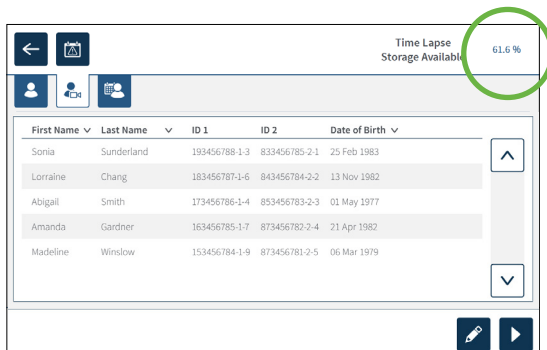 Time Lapse
Storage Available 61.6 %
First Name Last Name ID 1 ID 2 Date of Birth
Sonia Sunderland 193456788-1-3 833456785-2-1 25 Feb 1983
Lorraine Chang 183456787-1-6 843456784-2-2 13 Nov 1982
Abigail Smith 173456786-1-4 853456783-2-3 01 May 1977
Amanda Gardner 163456785-1-7 873456782-2-4 21 Apr 1982
Madeline Winslow 153456784-1-9 873456781-2-5 06 Mar 1979